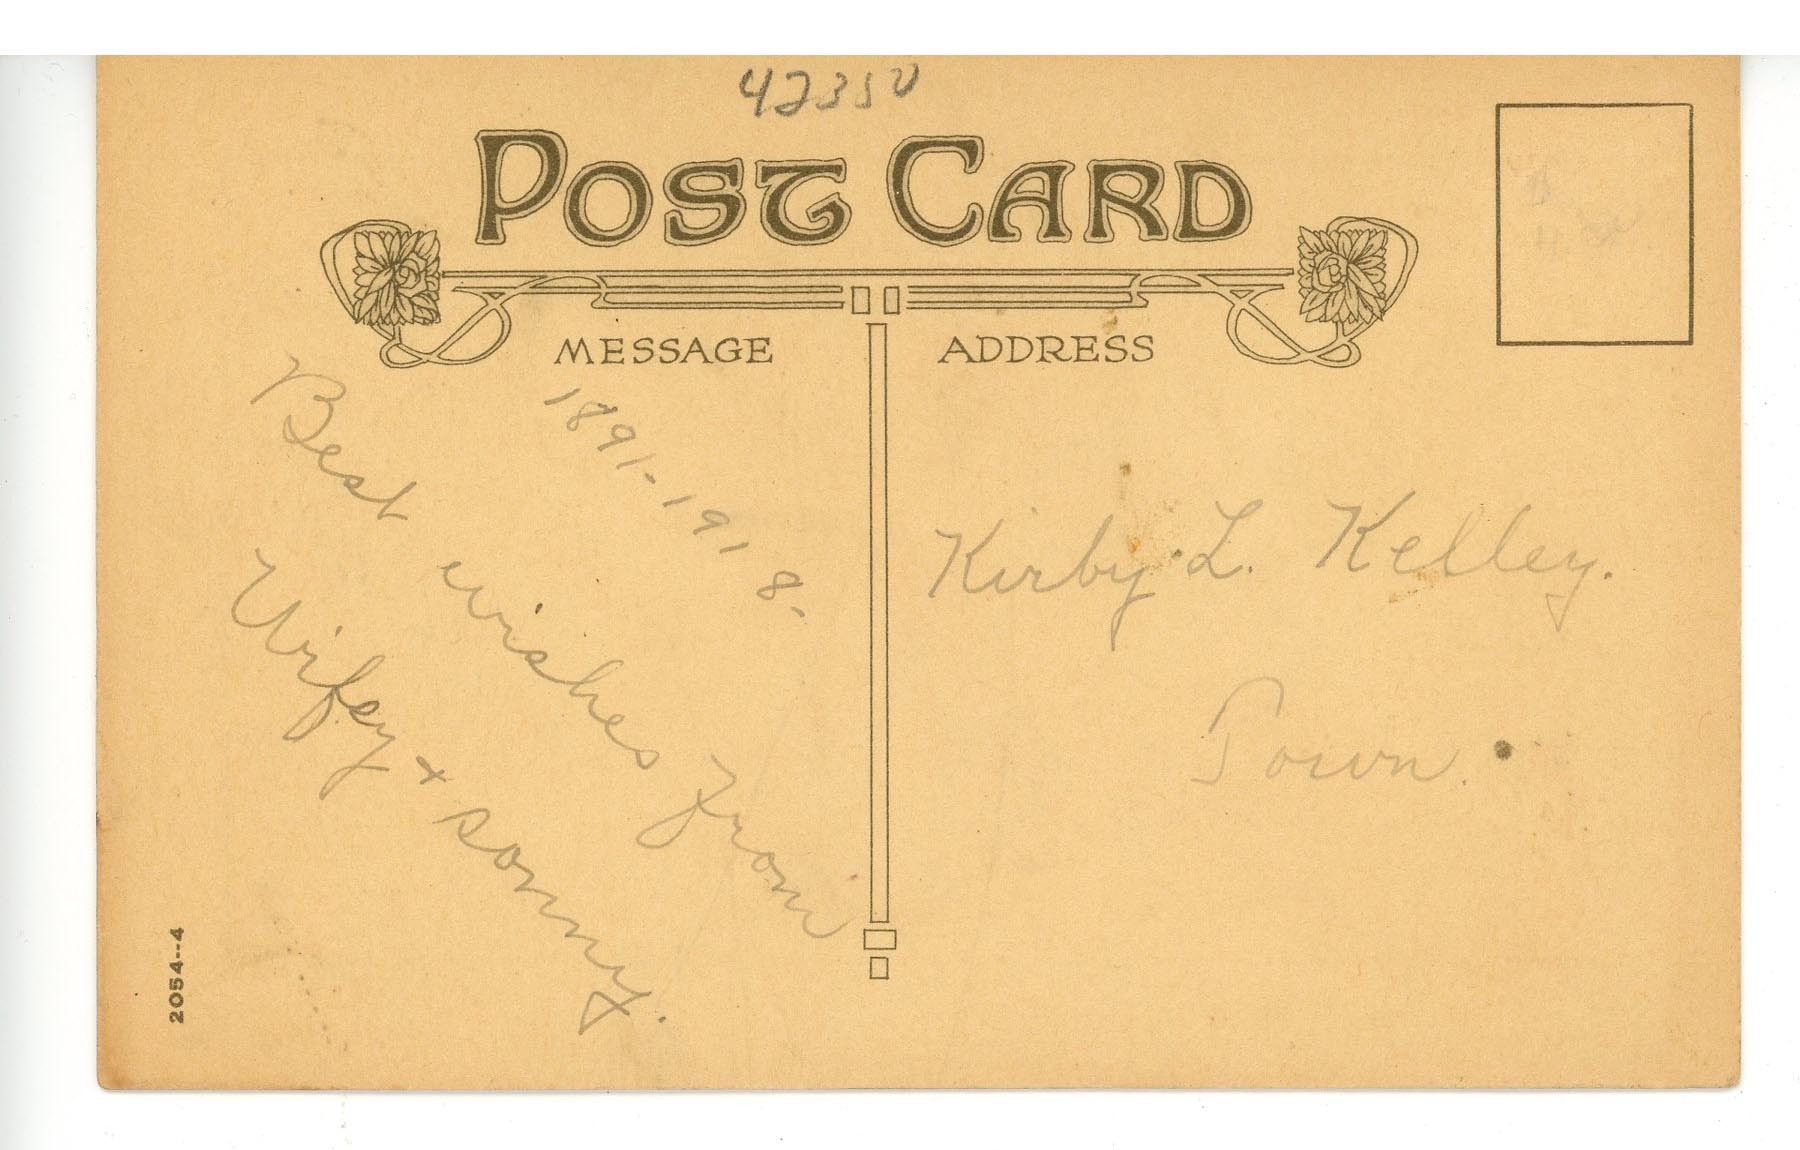 42350
POST CARD
MESSAGE
ADDRESS
1891-1918.
Best wishes from
Wifey + sonny.
Kirby L. Kelley.
Town.
2054--4